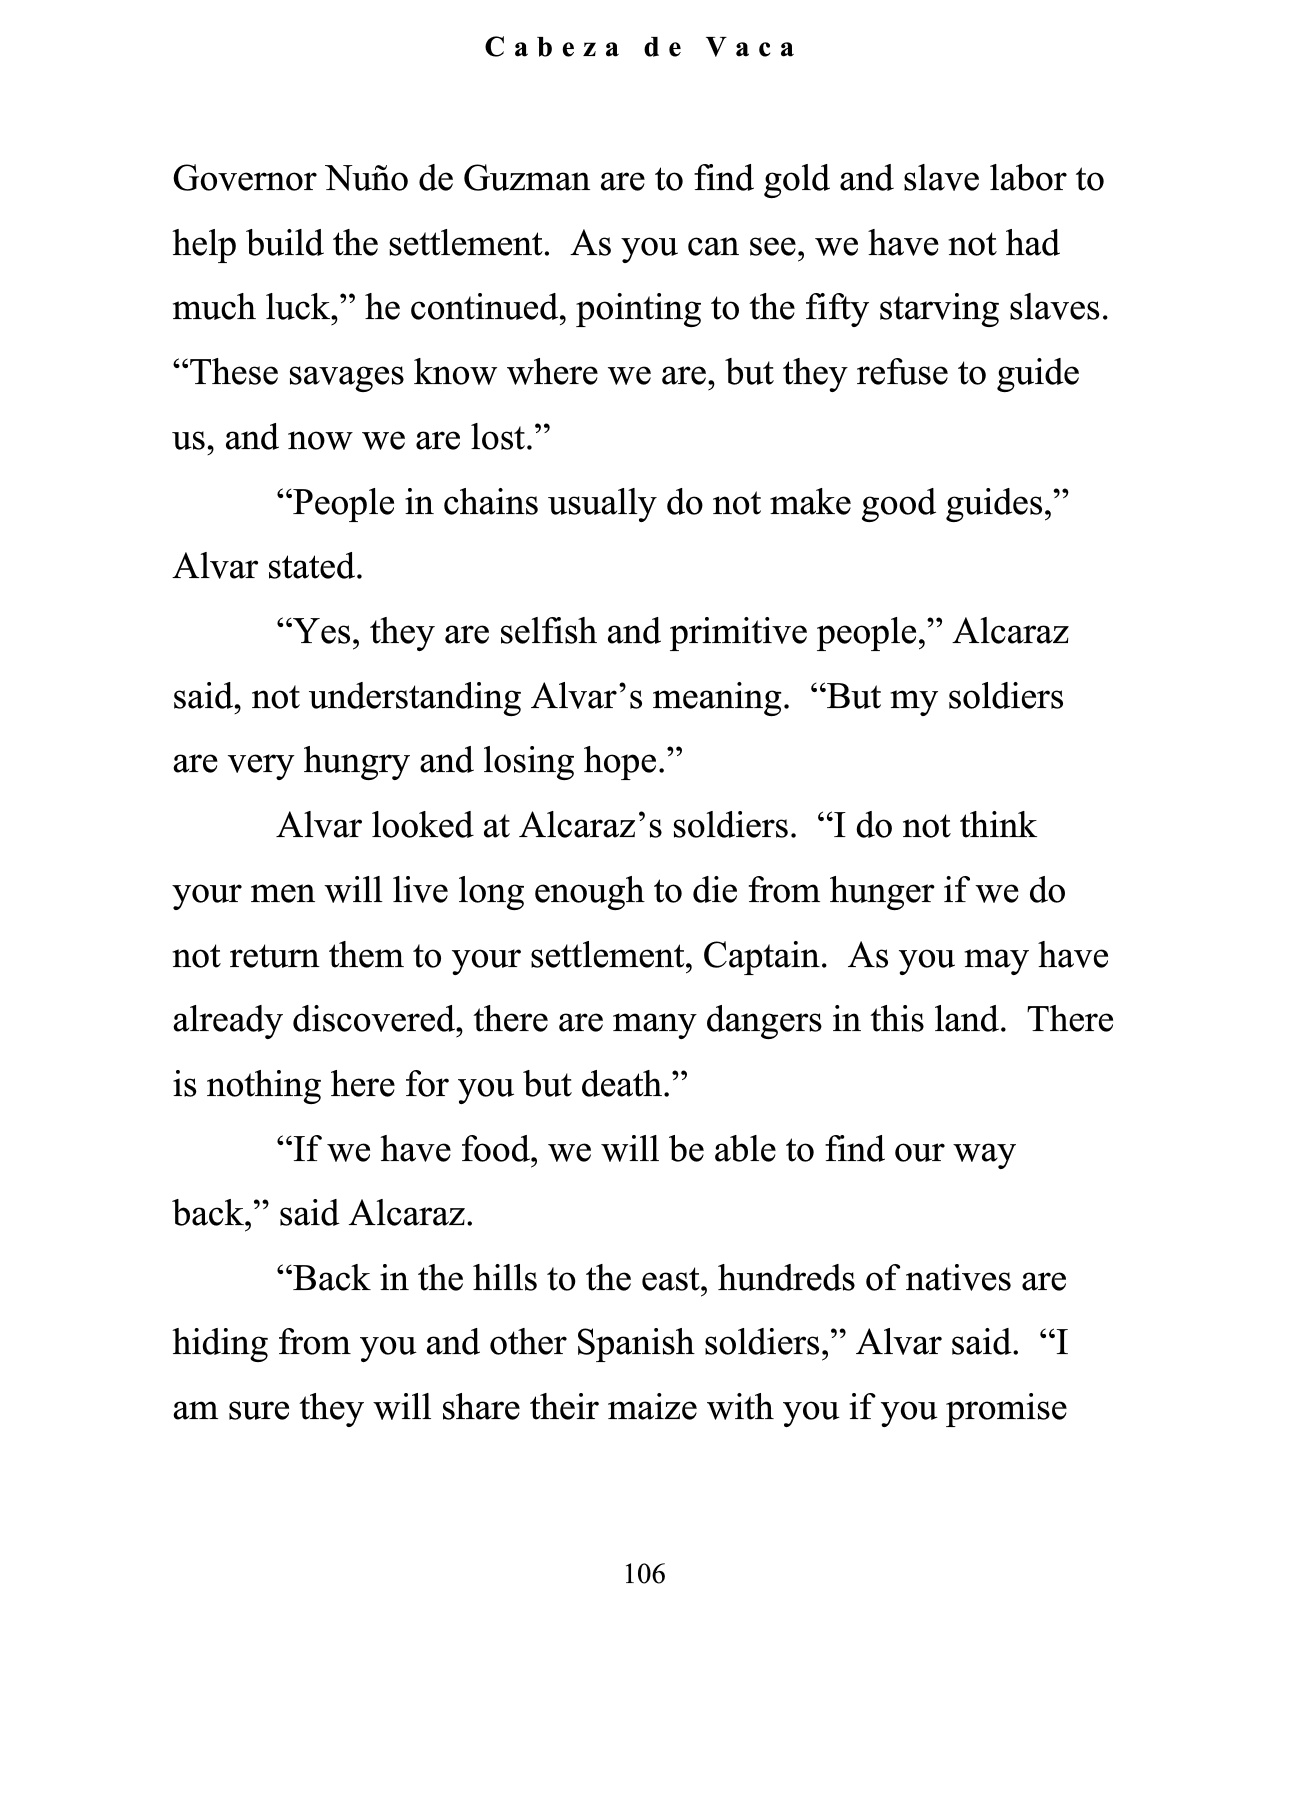 Cabeza de Vaca
Governor Nuño de Guzman are to find gold and slave labor to
help build the settlement.  As you can see, we have not had
much luck,” he continued, pointing to the fifty starving slaves.
“These savages know where we are, but they refuse to guide
us, and now we are lost.”
“People in chains usually do not make good guides,”
Alvar stated.
“Yes, they are selfish and primitive people,” Alcaraz
said, not understanding Alvar’s meaning.  “But my soldiers
are very hungry and losing hope.”
Alvar looked at Alcaraz’s soldiers.  “I do not think
your men will live long enough to die from hunger if we do
not return them to your settlement, Captain.  As you may have
already discovered, there are many dangers in this land.  There
is nothing here for you but death.”
“If we have food, we will be able to find our way
back,” said Alcaraz.
“Back in the hills to the east, hundreds of natives are
hiding from you and other Spanish soldiers,” Alvar said.  “I
am sure they will share their maize with you if you promise
106